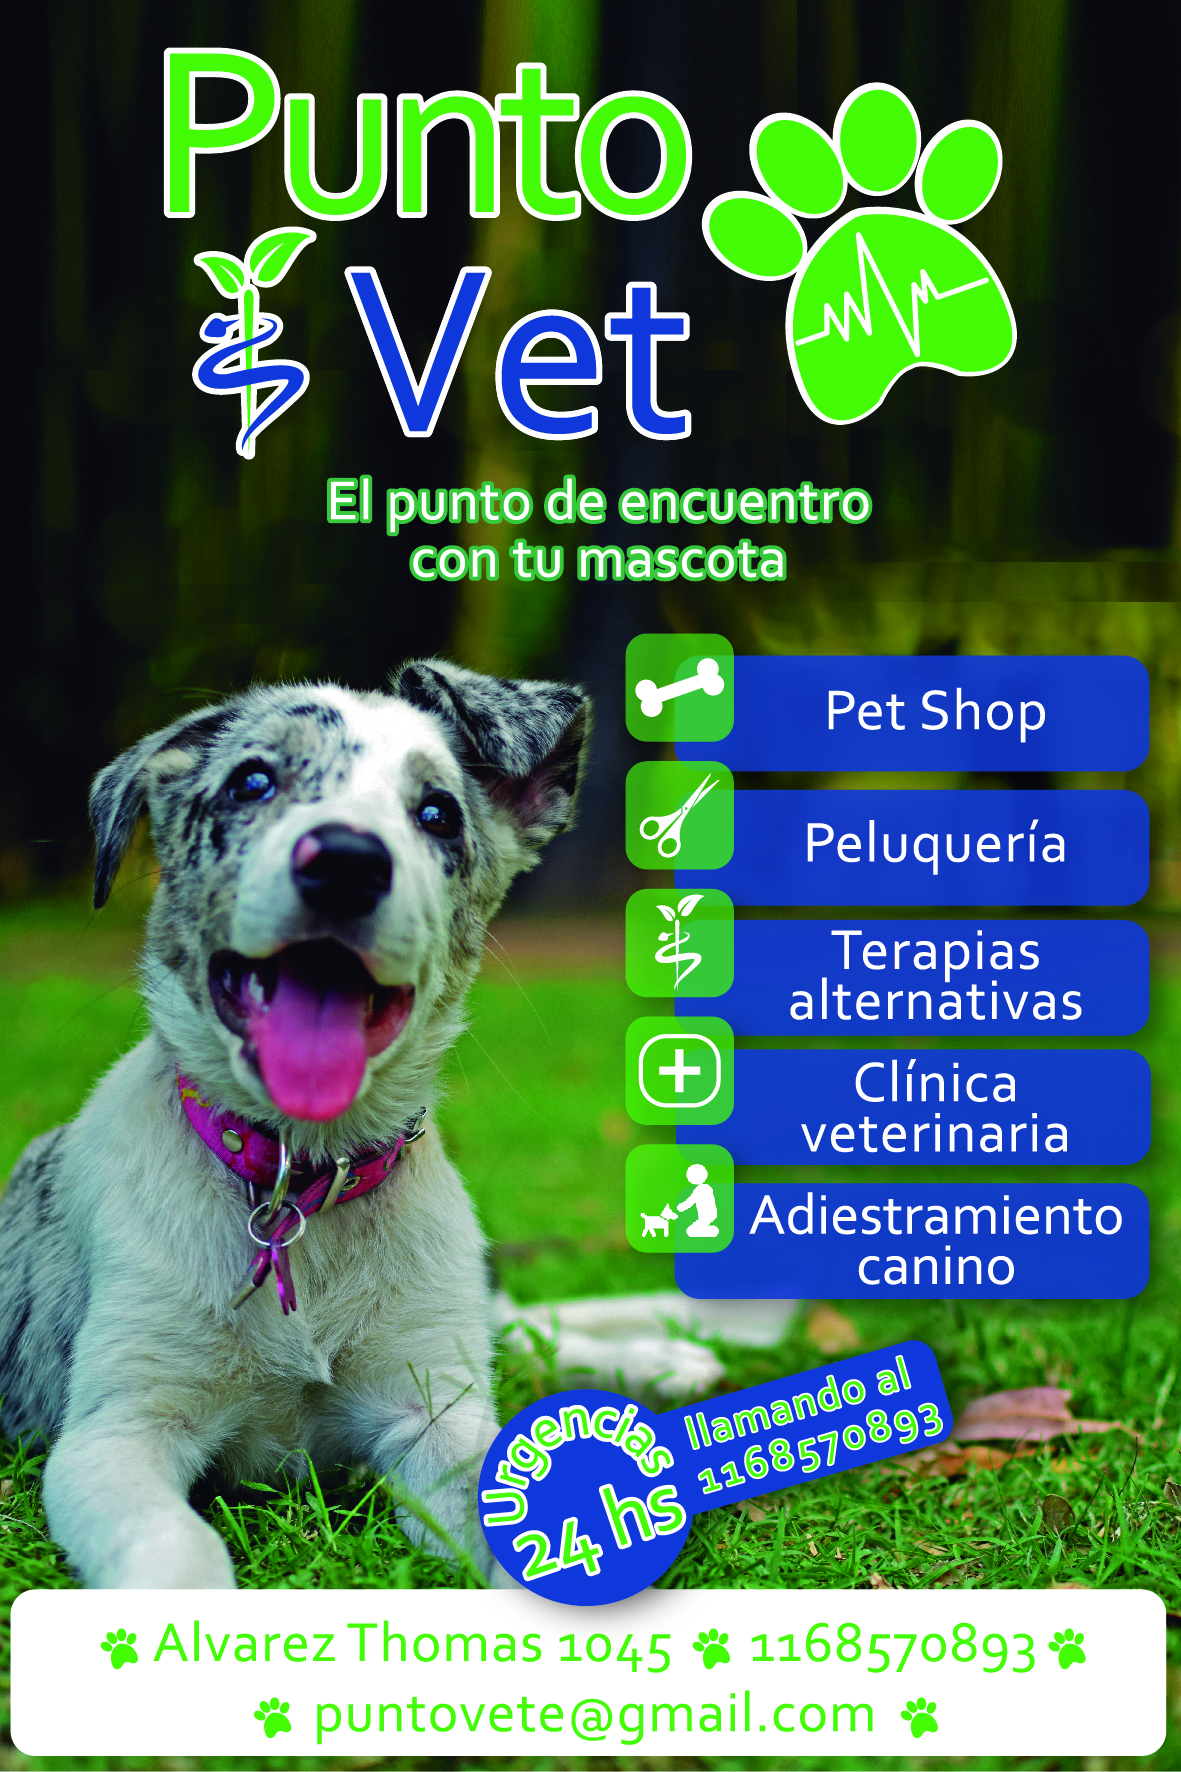 Punto
Vet
El punto de encuentro
con tu mascota
Pet Shop
Peluquería
Terapias
alternativas
Clínica
veterinaria
Adiestramiento
canino
Urgencias
24 hs
llamando al
1168570893
Alvarez Thomas 1045 1168570893
puntovete@gmail.com